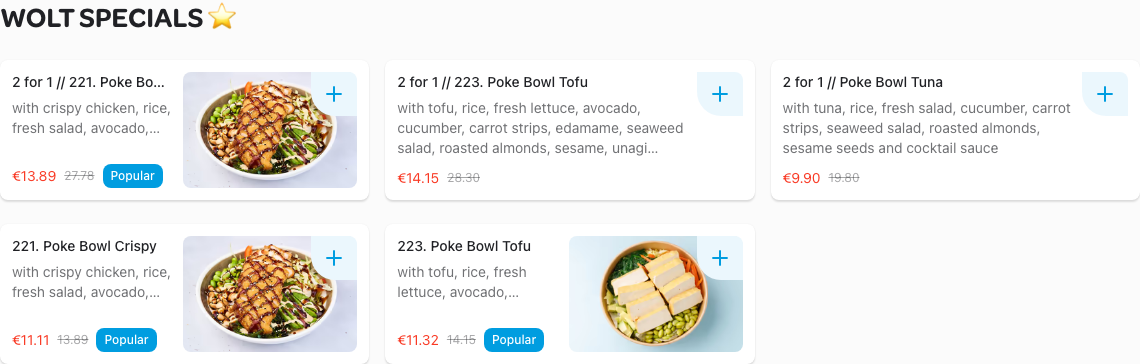 WOLT SPECIALS ⭐
2 for 1 // 221. Poke Bo...
with crispy chicken, rice,
fresh salad, avocado,...
€13.89 27.78 Popular
2 for 1 // 223. Poke Bowl Tofu
with tofu, rice, fresh lettuce, avocado,
cucumber, carrot strips, edamame, seaweed
salad, roasted almonds, sesame, unagi...
€14.15 28.30
2 for 1 // Poke Bowl Tuna
with tuna, rice, fresh salad, cucumber, carrot
strips, seaweed salad, roasted almonds,
sesame seeds and cocktail sauce
€9.90 19.80
221. Poke Bowl Crispy
with crispy chicken, rice,
fresh salad, avocado,...
€11.11 13.89 Popular
223. Poke Bowl Tofu
with tofu, rice, fresh
lettuce, avocado,...
€11.32 14.15 Popular